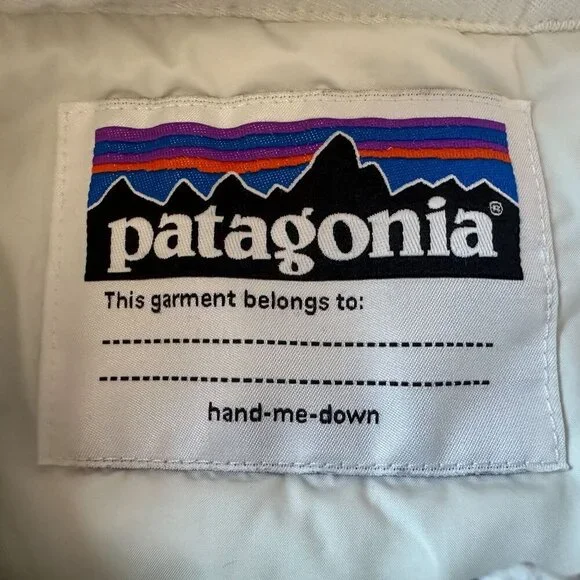 patagonia®
This garment belongs to:
hand-me-down